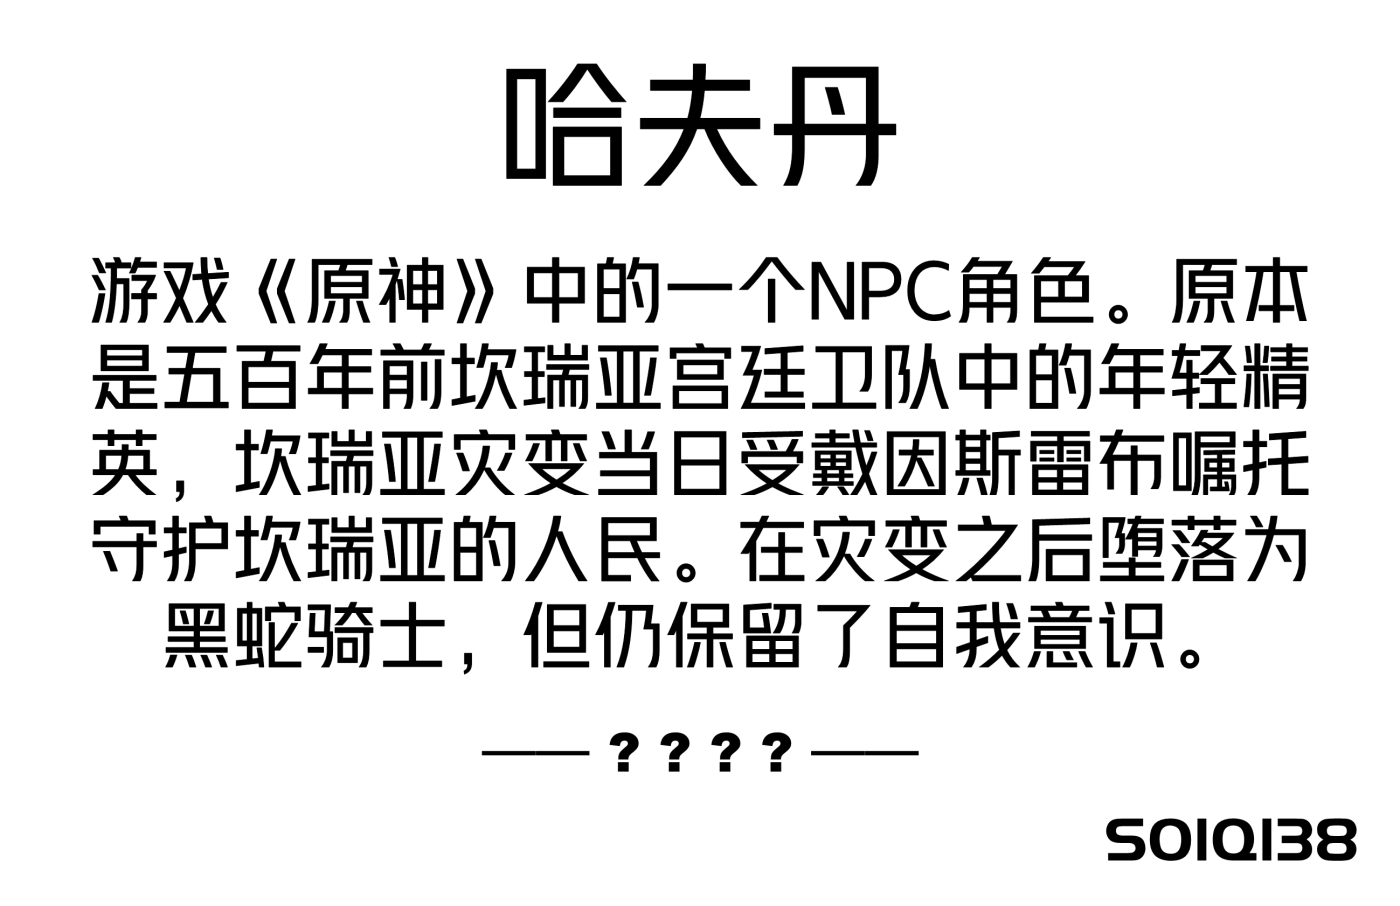 哈夫丹
游戏《原神》中的一个NPC角色。原本
是五百年前坎瑞亚宫廷卫队中的年轻精
英，坎瑞亚灾变当日受戴因斯雷布嘱托
守护坎瑞亚的人民。在灾变之后堕落为
黑蛇骑士，但仍保留了自我意识。
——？？？？——
SO1Q138